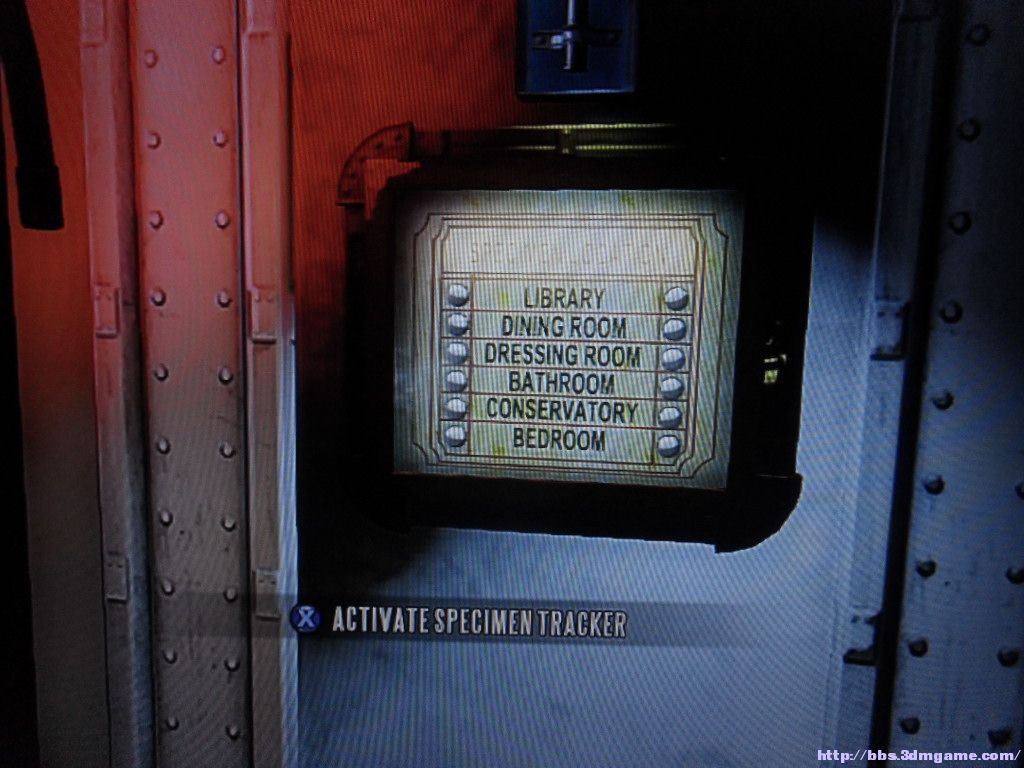 LIBRARY
DINING ROOM
DRESSING ROOM
BATHROOM
CONSERVATORY
BEDROOM
X ACTIVATE SPECIMEN TRACKER
http://bbs.3dmgame.com/